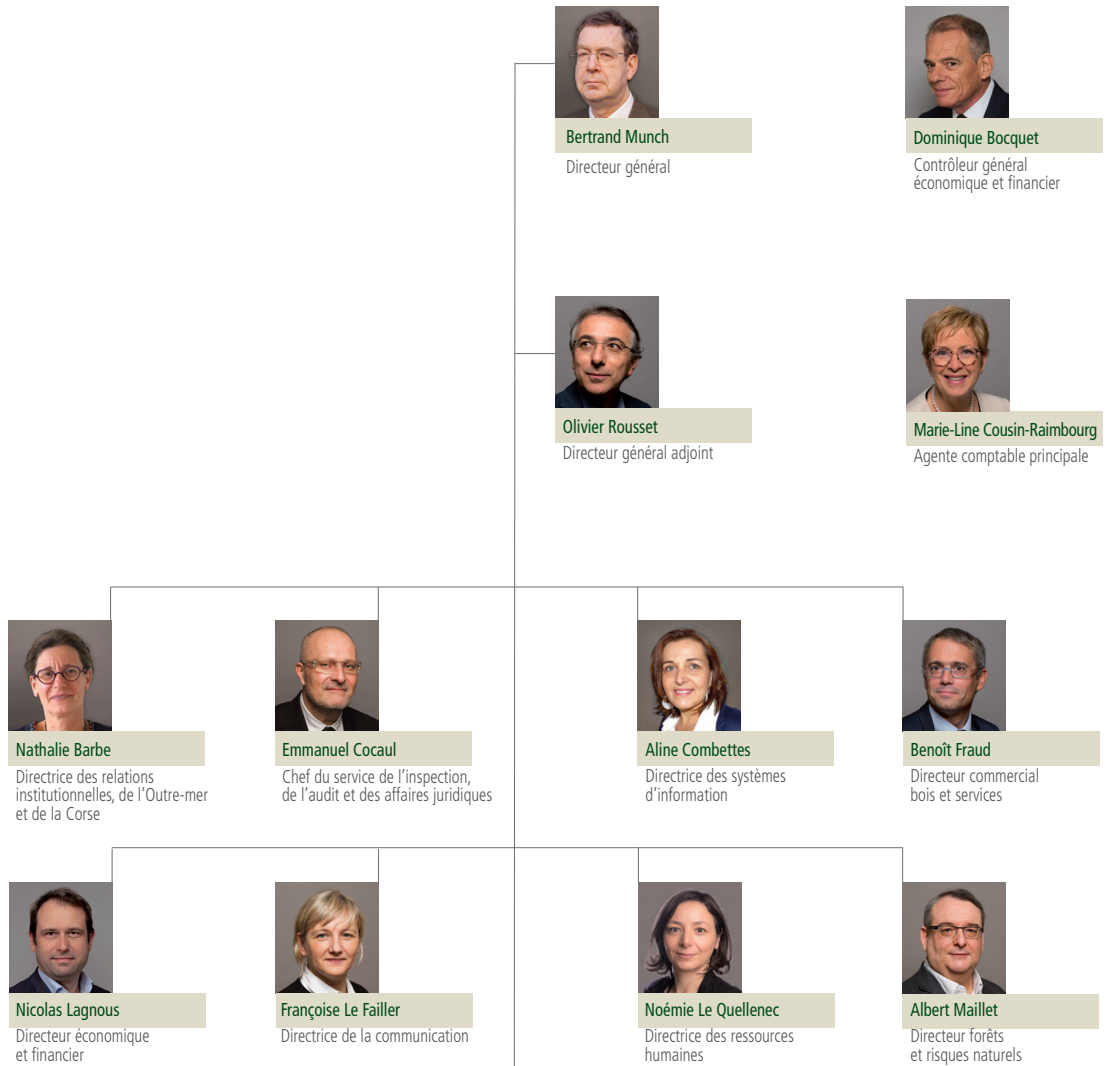 Bertrand Munch
Directeur général
Dominique Bocquet
Contrôleur général
économique et financier
Olivier Rousset
Directeur général adjoint
Marie-Line Cousin-Raimbourg
Agente comptable principale
Nathalie Barbe
Directrice des relations
institutionnelles, de l’Outre-mer
et de la Corse
Emmanuel Cocaul
Chef du service de l’inspection,
de l’audit et des affaires juridiques
Aline Combettes
Directrice des systèmes
d’information
Benoît Fraud
Directeur commercial
bois et services
Nicolas Lagnous
Directeur économique
et financier
Françoise Le Failler
Directrice de la communication
Noémie Le Quellenec
Directrice des ressources
humaines
Albert Maillet
Directeur forêts
et risques naturels